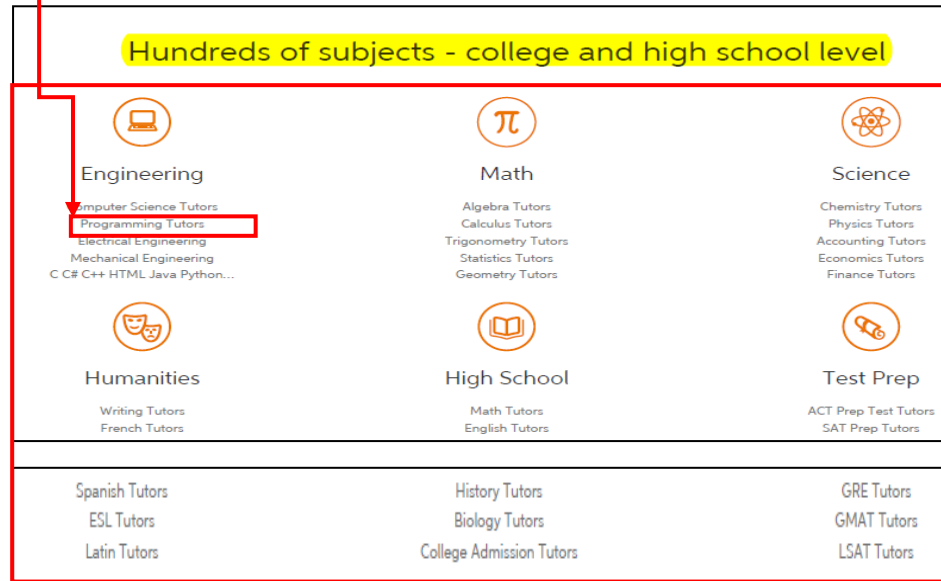 Hundreds of subjects - college and high school level
π
Engineering
Math
Science
omputer Science Tutors
Algebra Tutors
Chemistry Tutors
Programming Tutors
Calculus Tutors
Physics Tutors
Electrical Engineering
Trigonometry Tutors
Accounting Tutors
Mechanical Engineering
Statistics Tutors
Economics Tutors
C C# C++ HTML Java Python...
Geometry Tutors
Finance Tutors
Humanities
High School
Test Prep
Writing Tutors
Math Tutors
ACT Prep Test Tutors
French Tutors
English Tutors
SAT Prep Tutors
Spanish Tutors
History Tutors
GRE Tutors
ESL Tutors
Biology Tutors
GMAT Tutors
Latin Tutors
College Admission Tutors
LSAT Tutors